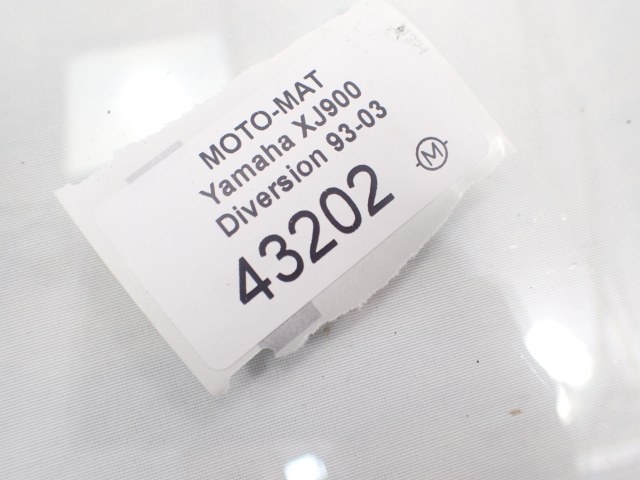 MOTO-MAT
Yamaha XJ900
Diversion 93-03
43202
M